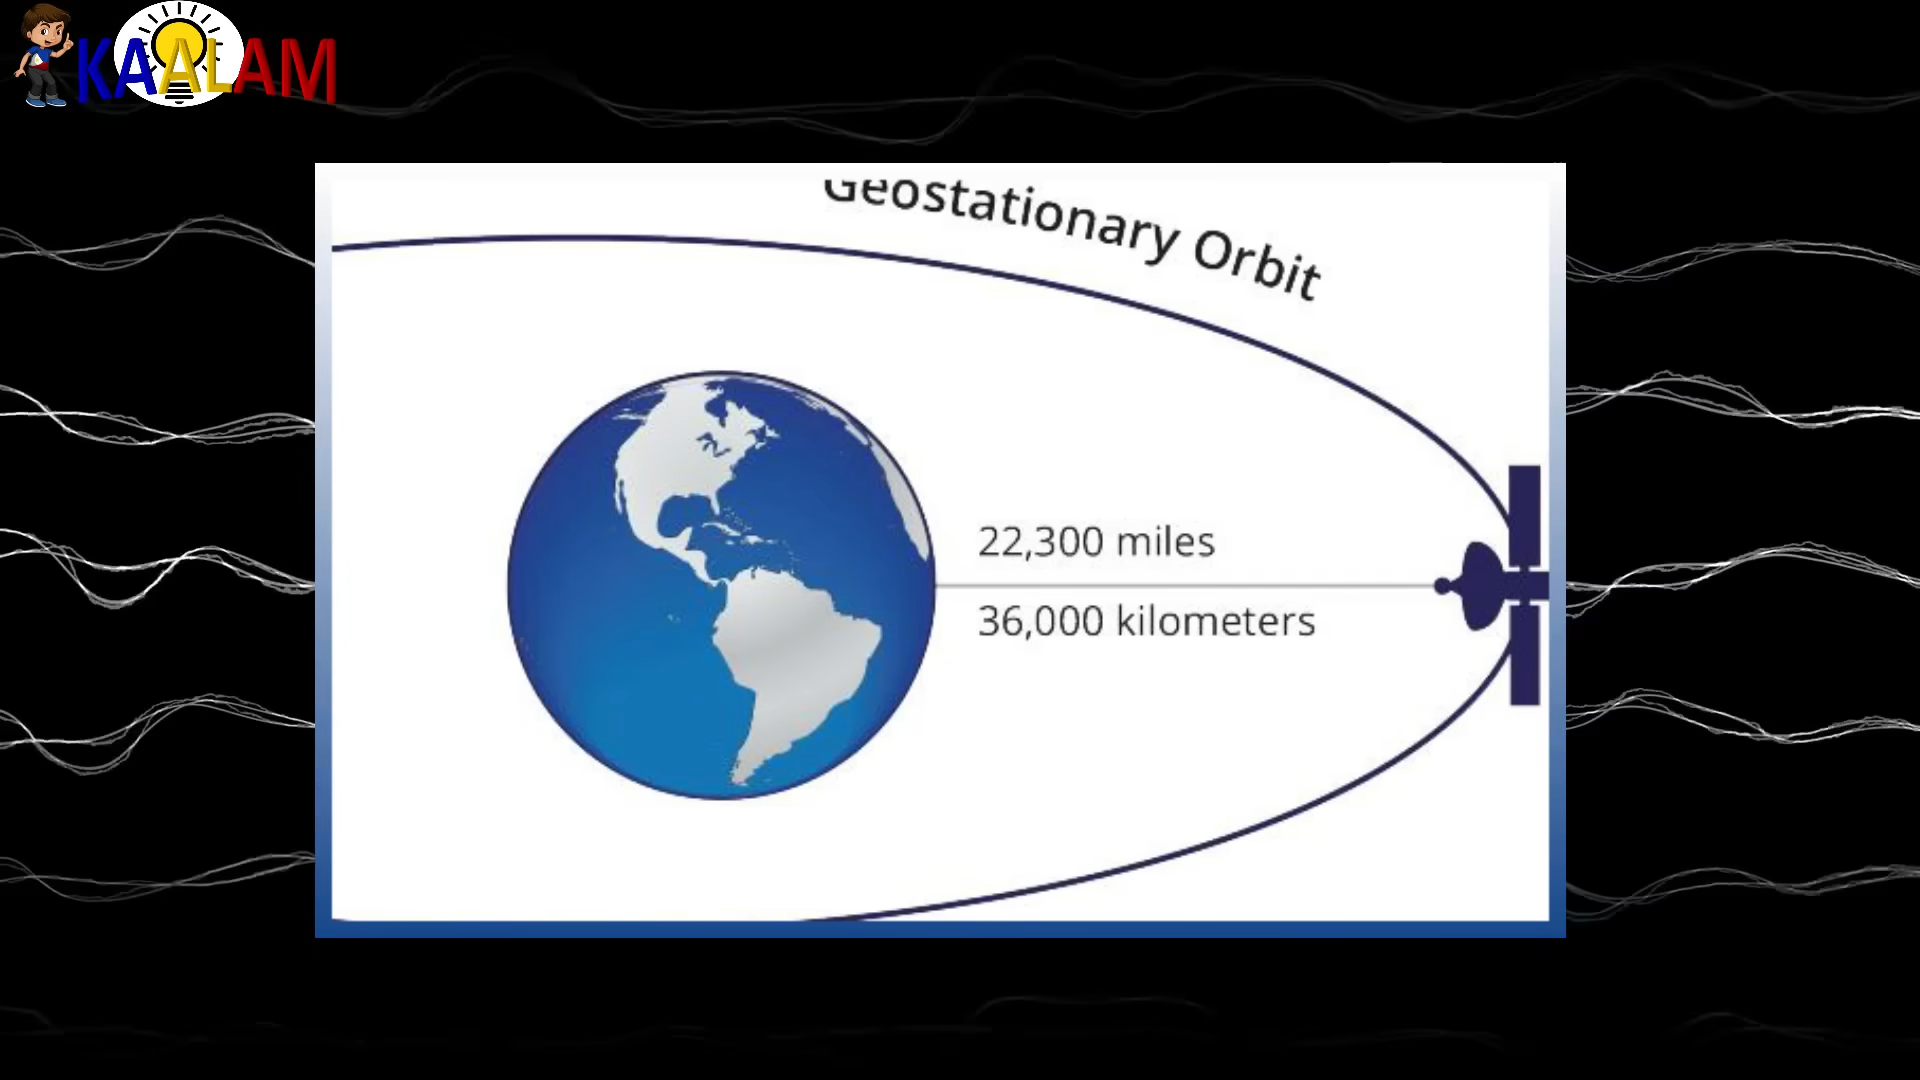 KAALAM
Geostationary Orbit
22,300 miles
36,000 kilometers